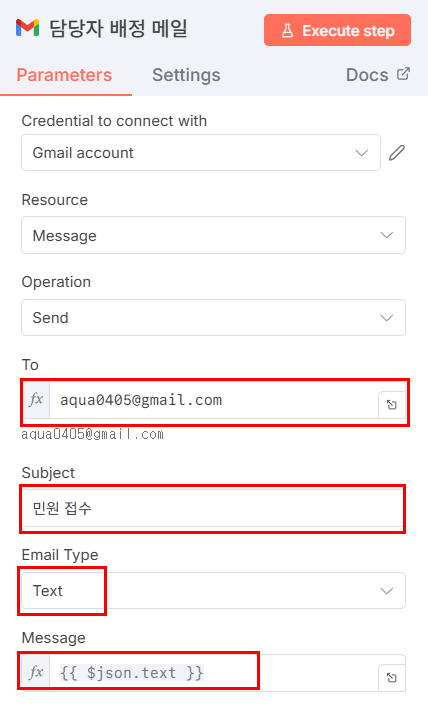 담당자 배정 메일
Execute step
Parameters Settings Docs
Credential to connect with
Gmail account
Resource
Message
Operation
Send
To
fx aqua0405@gmail.com
aqua0405@gmail.com
Subject
민원 접수
Email Type
Text
Message
fx {{ $json.text }}